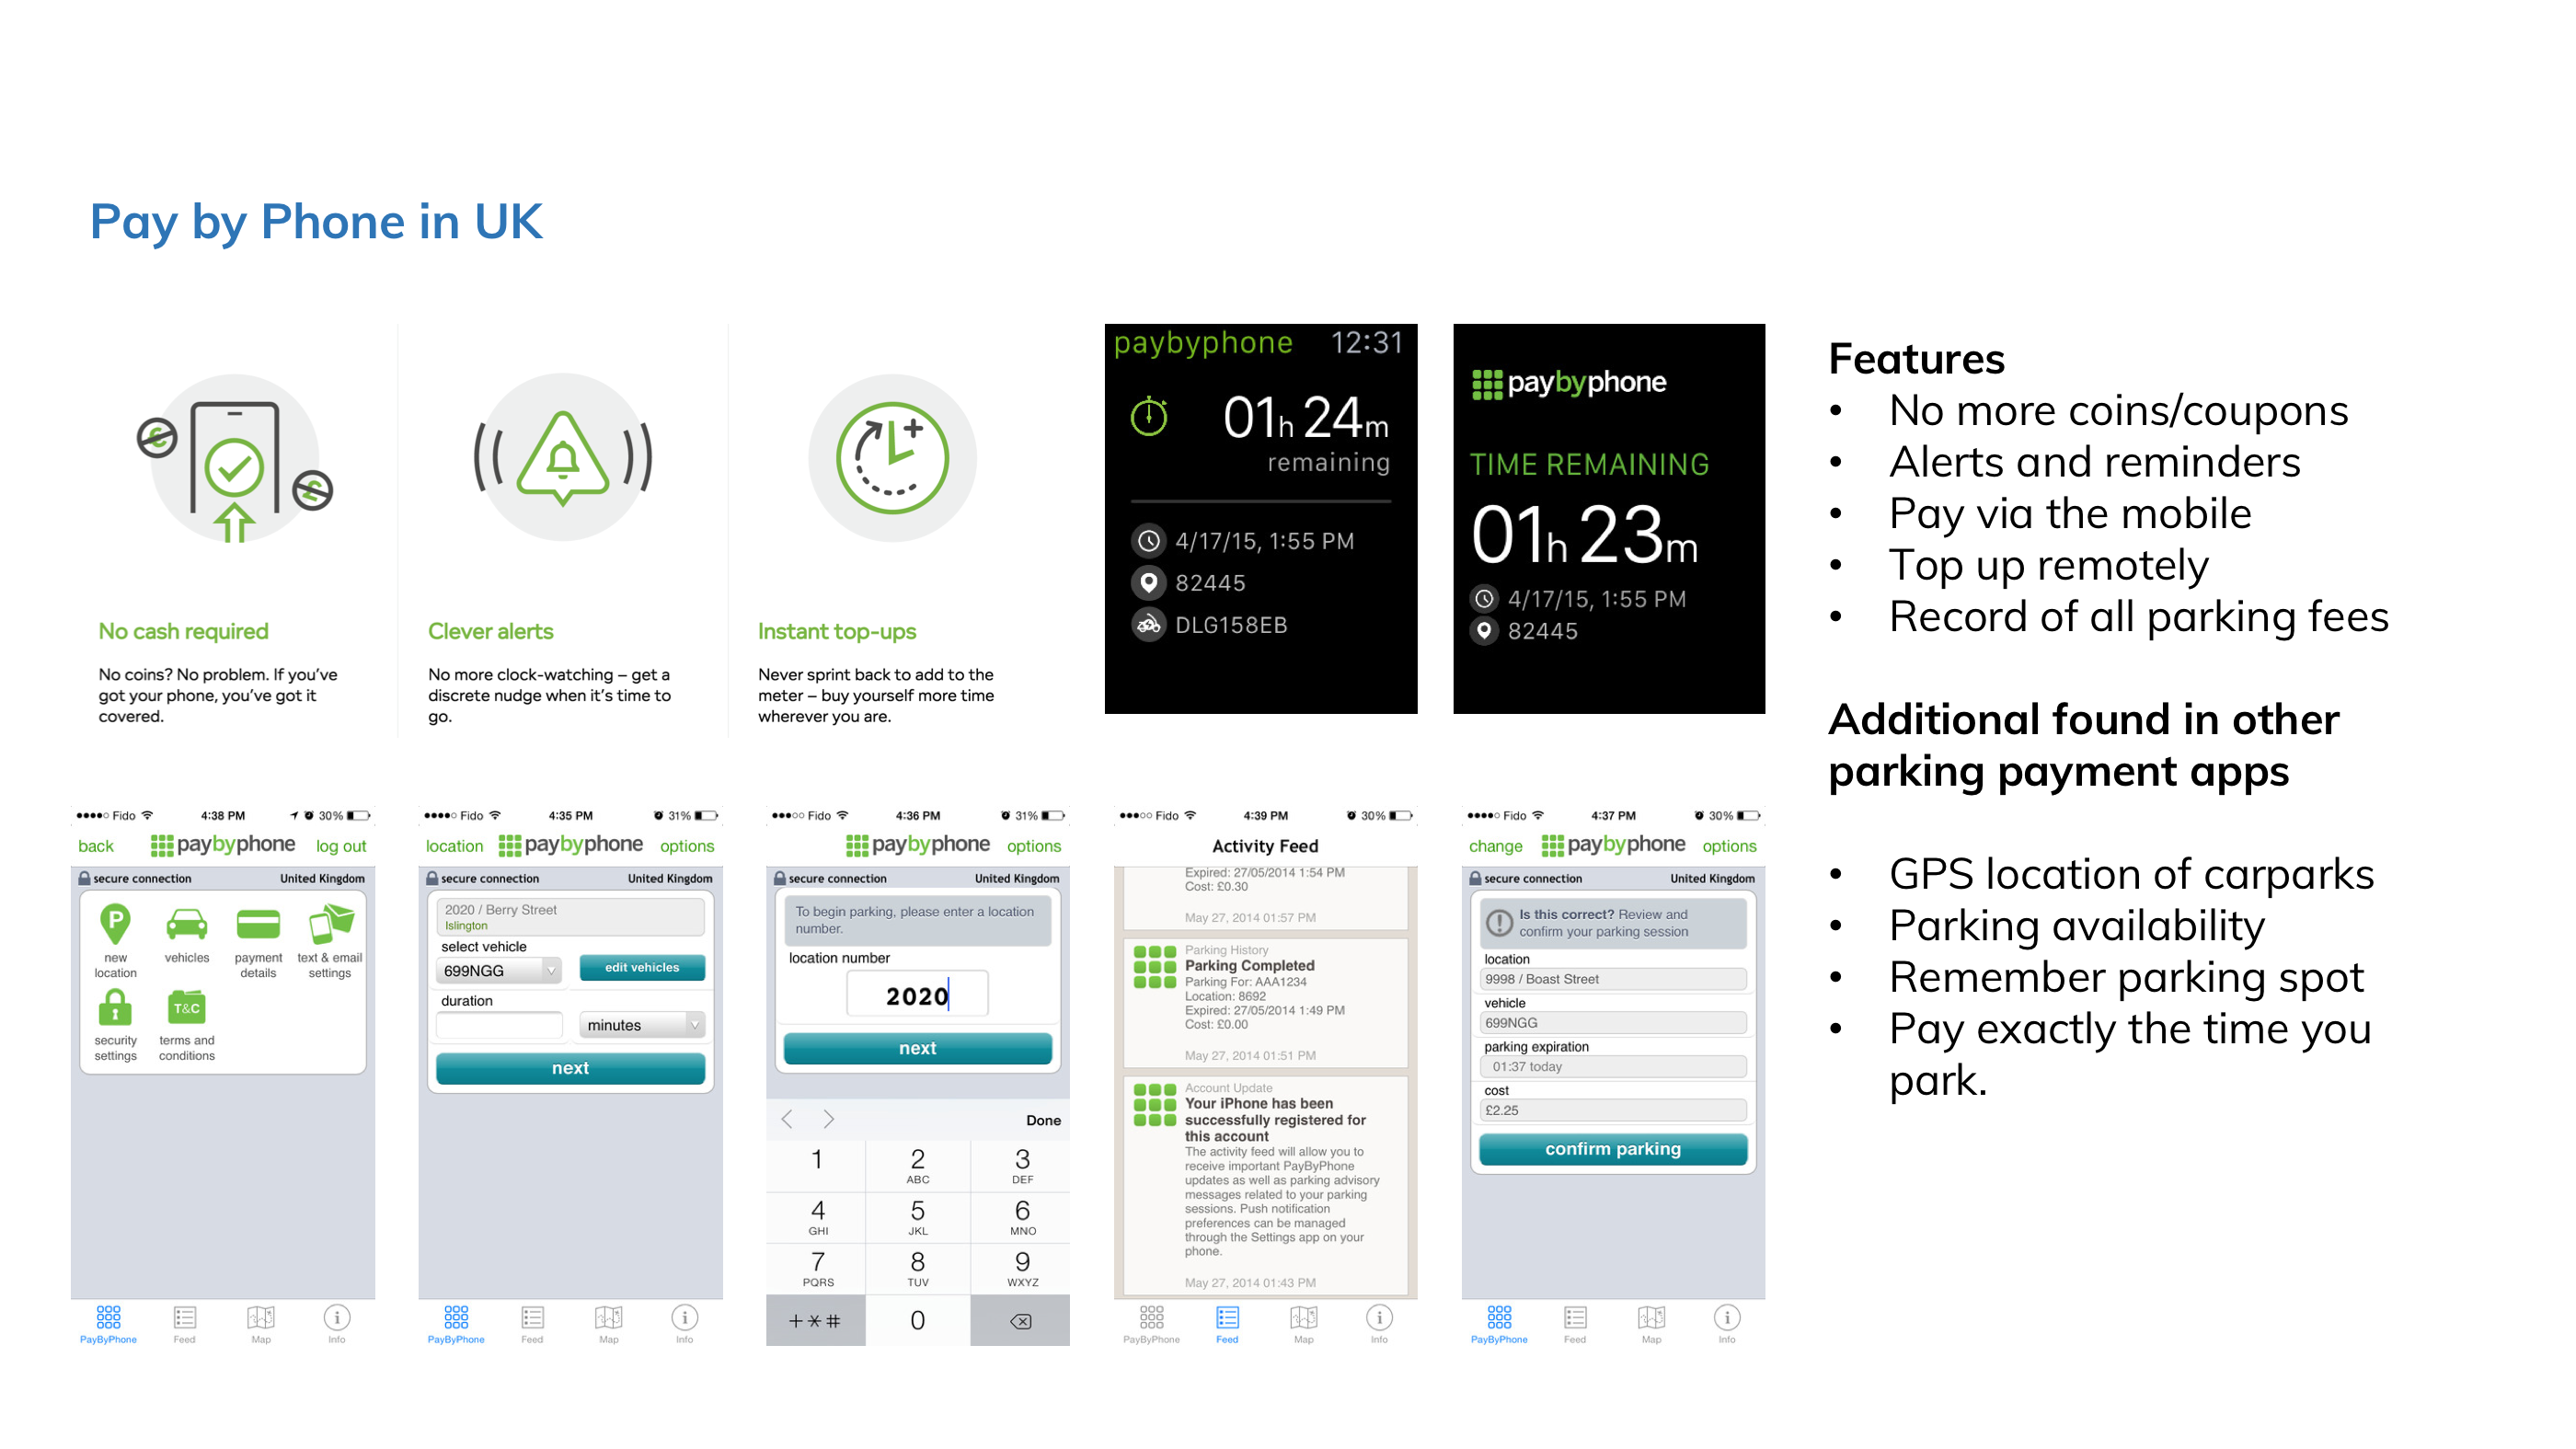 Pay by Phone in UK
No cash required
No coins? No problem. If you've
got your phone, you've got it
covered.
Clever alerts
No more clock-watching – get a
discrete nudge when it's time to
go.
Instant top-ups
Never sprint back to add to the
meter – buy yourself more time
wherever you are.
paybyphone 12:31
01h 24m
remaining
4/17/15, 1:55 PM
82445
DLG158EB
paybyphone
TIME REMAINING
01h 23m
4/17/15, 1:55 PM
82445
Features
• No more coins/coupons
• Alerts and reminders
• Pay via the mobile
• Top up remotely
• Record of all parking fees
Additional found in other
parking payment apps
• GPS location of carparks
• Parking availability
• Remember parking spot
• Pay exactly the time you
park.
Fido 4:38 PM 30%
back paybyphone log out
secure connection United Kingdom
P
new
location
vehicles
payment
details
text & email
settings
T&C
security
settings
terms and
conditions
PayByPhone Feed Map Info
Fido 4:35 PM 31%
location paybyphone options
secure connection United Kingdom
2020 / Berry Street
Islington
select vehicle
699NGG edit vehicles
duration
minutes
next
PayByPhone Feed Map Info
Fido 4:36 PM 31%
paybyphone options
secure connection United Kingdom
To begin parking, please enter a location
number.
location number
2020
next
Done
1 2 3
ABC DEF
4 5 6
GHI JKL MNO
7 8 9
PQRS TUV WXYZ
+*# 0
Fido 4:39 PM 30%
Activity Feed
Expired: 27/05/2014 1:54 PM
Cost: £0.30
May 27, 2014 01:57 PM
Parking History
Parking Completed
Parking For: AAA1234
Location: 8692
Expired: 27/05/2014 1:49 PM
Cost: £0.00
May 27, 2014 01:51 PM
Account Update
Your iPhone has been
successfully registered for
this account
The activity feed will allow you to
receive important PayByPhone
updates as well as parking advisory
messages related to your parking
sessions. Push notification
preferences can be managed
through the Settings app on your
phone.
May 27, 2014 01:43 PM
PayByPhone Feed Map Info
Fido 4:37 PM 30%
change paybyphone options
secure connection United Kingdom
Is this correct? Review and
confirm your parking session
location
9998 / Boast Street
vehicle
699NGG
parking expiration
01:37 today
cost
£2.25
confirm parking
PayByPhone Feed Map Info